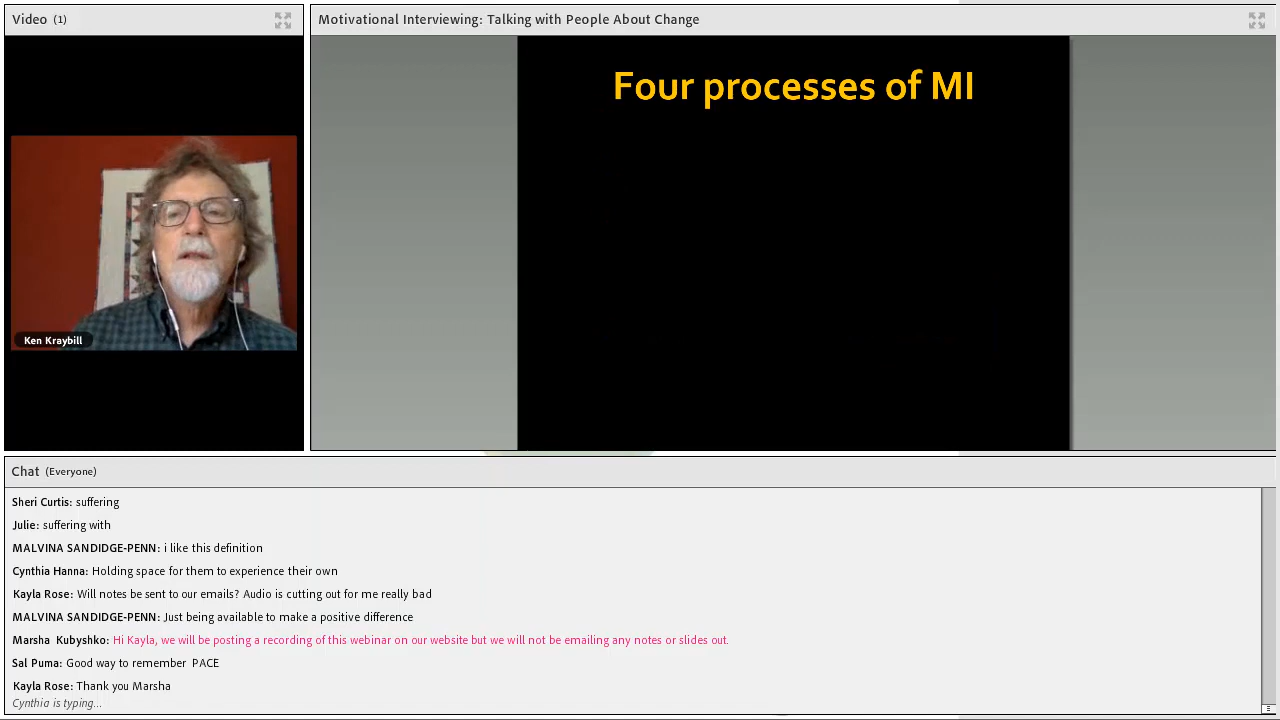 Video (1)
Motivational Interviewing: Talking with People About Change
Four processes of MI
Ken Kraybill
Chat (Everyone)
Sheri Curtis: suffering
Julie: suffering with
MALVINA SANDIDGE-PENN: i like this definition
Cynthia Hanna: Holding space for them to experience their own
Kayla Rose: Will notes be sent to our emails? Audio is cutting out for me really bad
MALVINA SANDIDGE-PENN: Just being available to make a positive difference
Marsha Kubyshko: Hi Kayla, we will be posting a recording of this webinar on our website but we will not be emailing any notes or slides out.
Sal Puma: Good way to remember PACE
Kayla Rose: Thank you Marsha
Cynthia is typing...